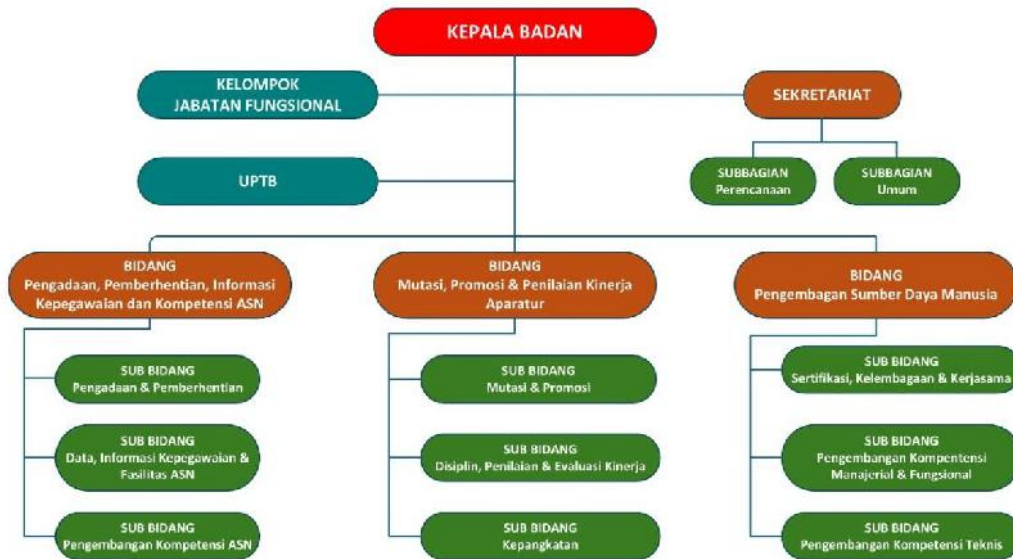 KEPALA BADAN
KELOMPOK
JABATAN FUNGSIONAL
SEKRETARIAT
UPTB
SUBBAGIAN
Perencanaan
SUBBAGIAN
Umum
BIDANG
Pengadaan, Pemberhentian, Informasi
Kepegawaian dan Kompetensi ASN
BIDANG
Mutasi, Promosi & Penilaian Kinerja
Aparatur
BIDANG
Pengembagan Sumber Daya Manusia
SUB BIDANG
Pengadaan & Pemberhentian
SUB BIDANG
Data, Informasi Kepegawaian &
Fasilitas ASN
SUB BIDANG
Pengembangan Kompetensi ASN
SUB BIDANG
Mutasi & Promosi
SUB BIDANG
Disiplin, Penilaian & Evaluasi Kinerja
SUB BIDANG
Kepangkatan
SUB BIDANG
Sertifikasi, Kelembagaan & Kerjasama
SUB BIDANG
Pengembangan Kompentensi
Manajerial & Fungsional
SUB BIDANG
Pengembangan Kompetensi Teknis